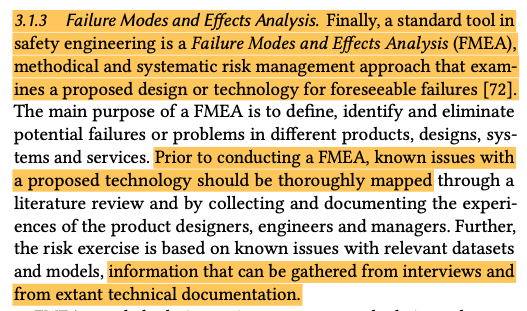 3.1.3 Failure Modes and Effects Analysis. Finally, a standard tool in
safety engineering is a Failure Modes and Effects Analysis (FMEA),
methodical and systematic risk management approach that exam-
ines a proposed design or technology for foreseeable failures [72].
The main purpose of a FMEA is to define, identify and eliminate
potential failures or problems in different products, designs, sys-
tems and services. Prior to conducting a FMEA, known issues with
a proposed technology should be thoroughly mapped through a
literature review and by collecting and documenting the experi-
ences of the product designers, engineers and managers. Further,
the risk exercise is based on known issues with relevant datasets
and models, information that can be gathered from interviews and
from extant technical documentation.